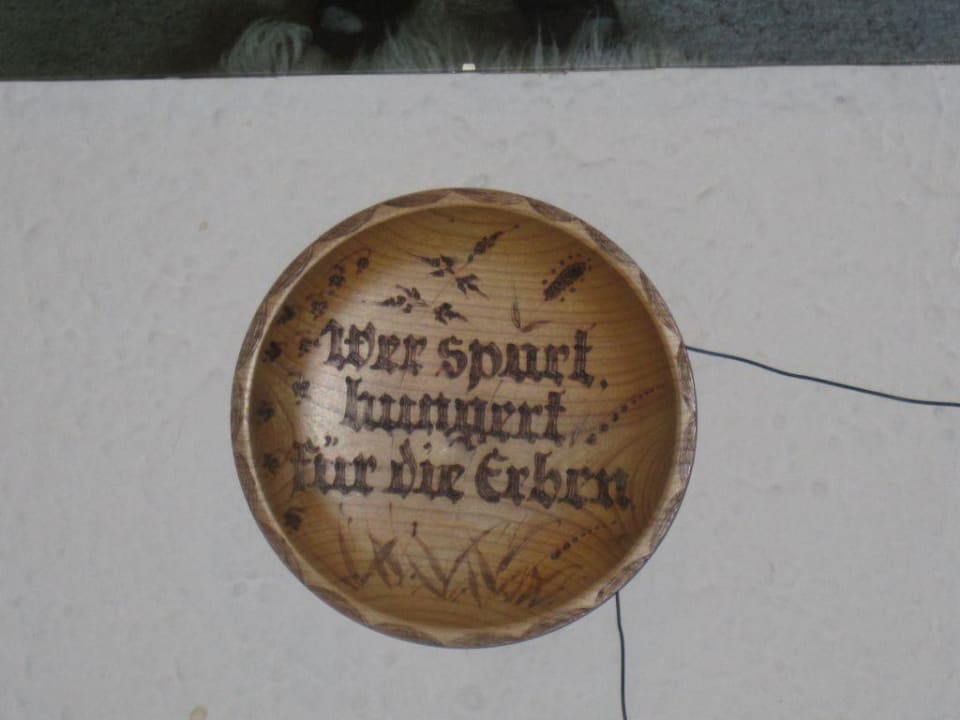 Wer spart,
hungert
für die Erben